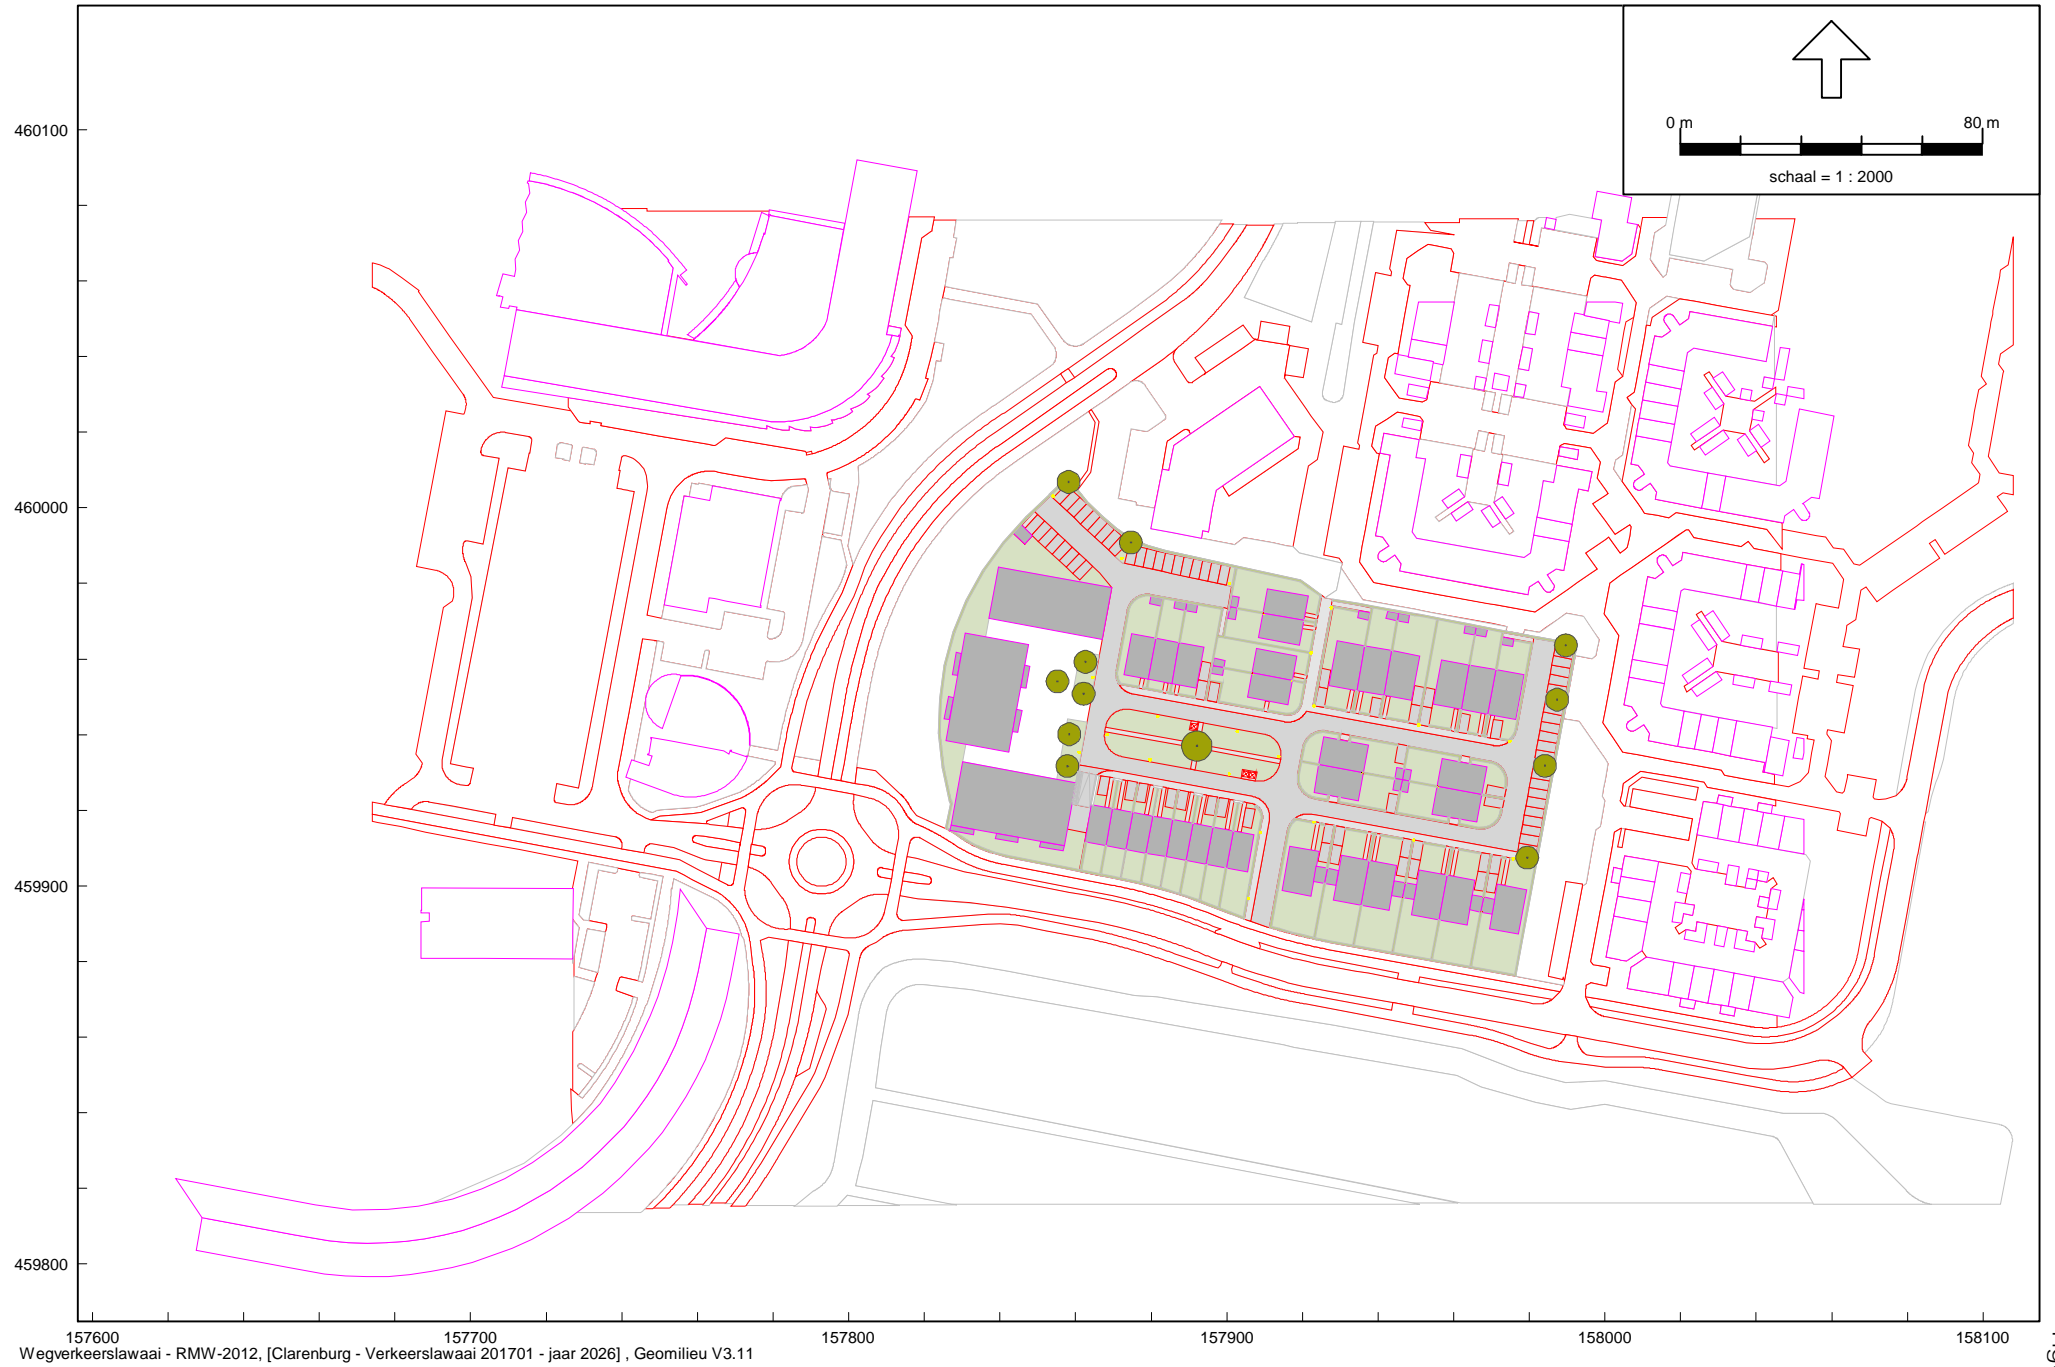 0 m 80 m
schaal = 1 : 2000
460100
460000
459900
459800
157600 157700 157800 157900 158000 158100
Wegverkeerslawaai - RMW-2012, [Clarenburg - Verkeerslawaai 201701 - jaar 2026] , Geomilieu V3.11